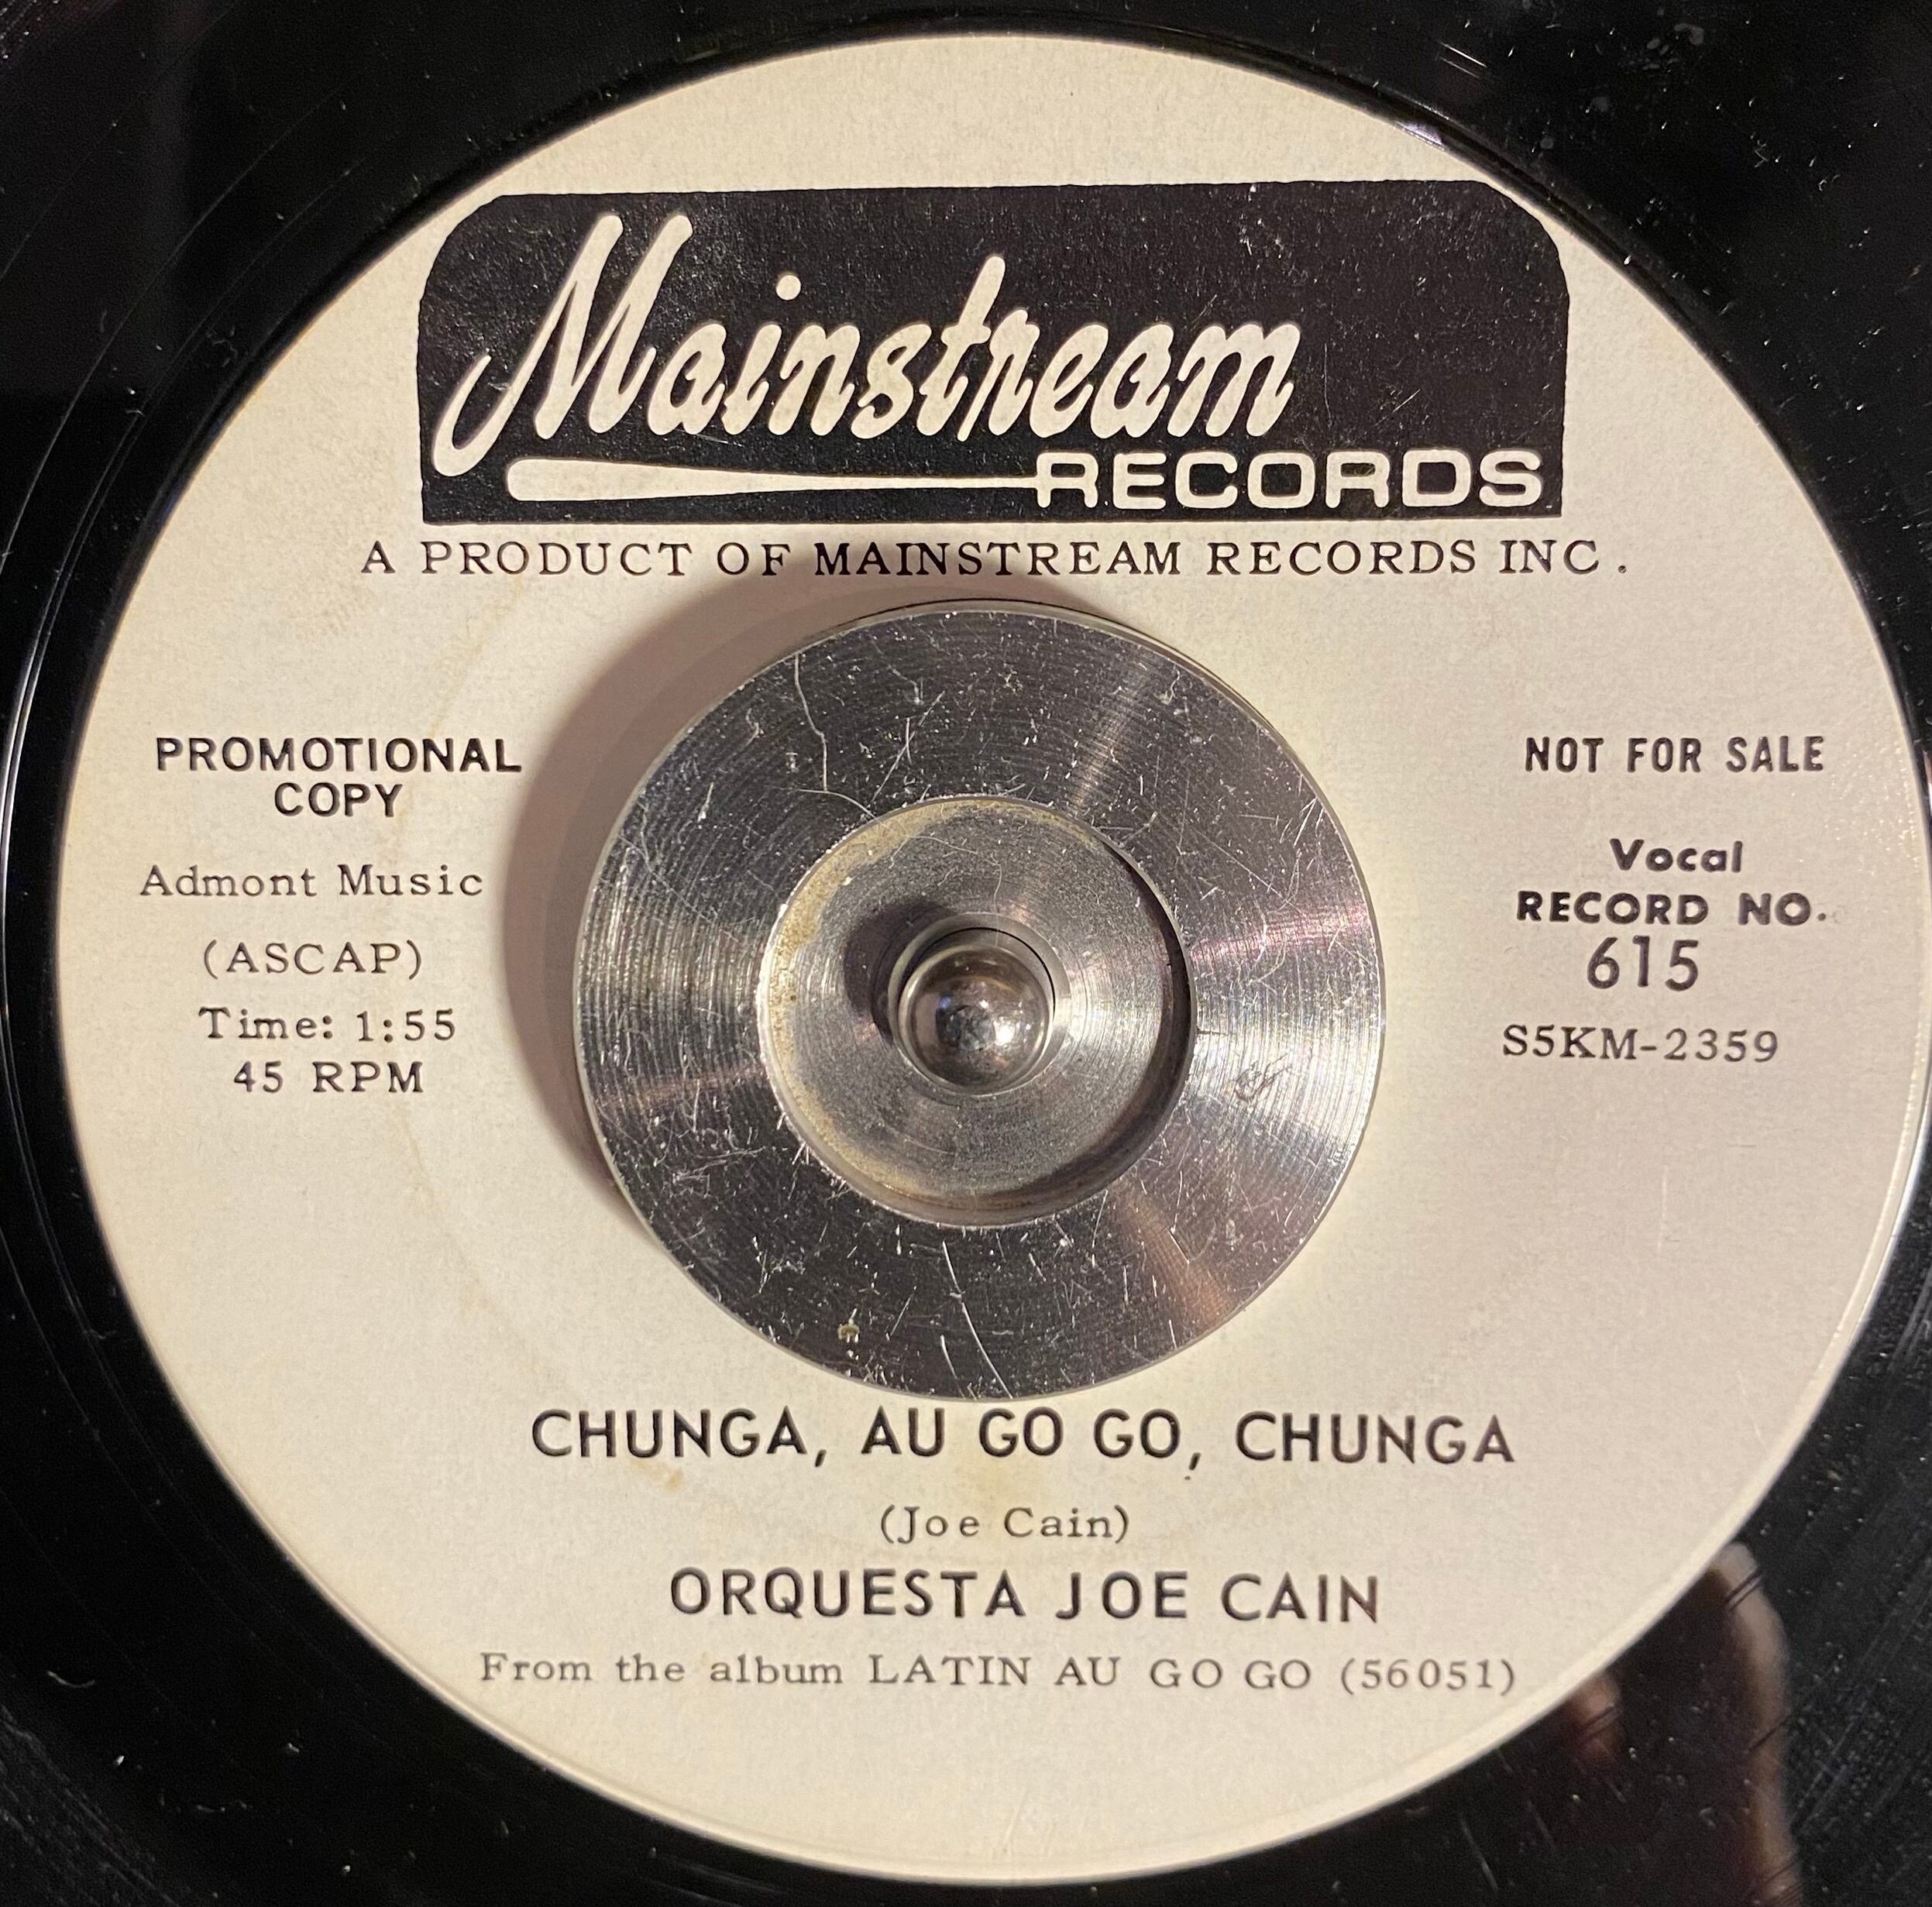 Mainstream
RECORDS
A PRODUCT OF MAINSTREAM RECORDS INC.
PROMOTIONAL
COPY
Admont Music
(ASCAP)
Time: 1:55
45 RPM
NOT FOR SALE
Vocal
RECORD NO.
615
S5KM-2359
CHUNGA, AU GO GO, CHUNGA
(Joe Cain)
ORQUESTA JOE CAIN
From the album LATIN AU GO GO (56051)